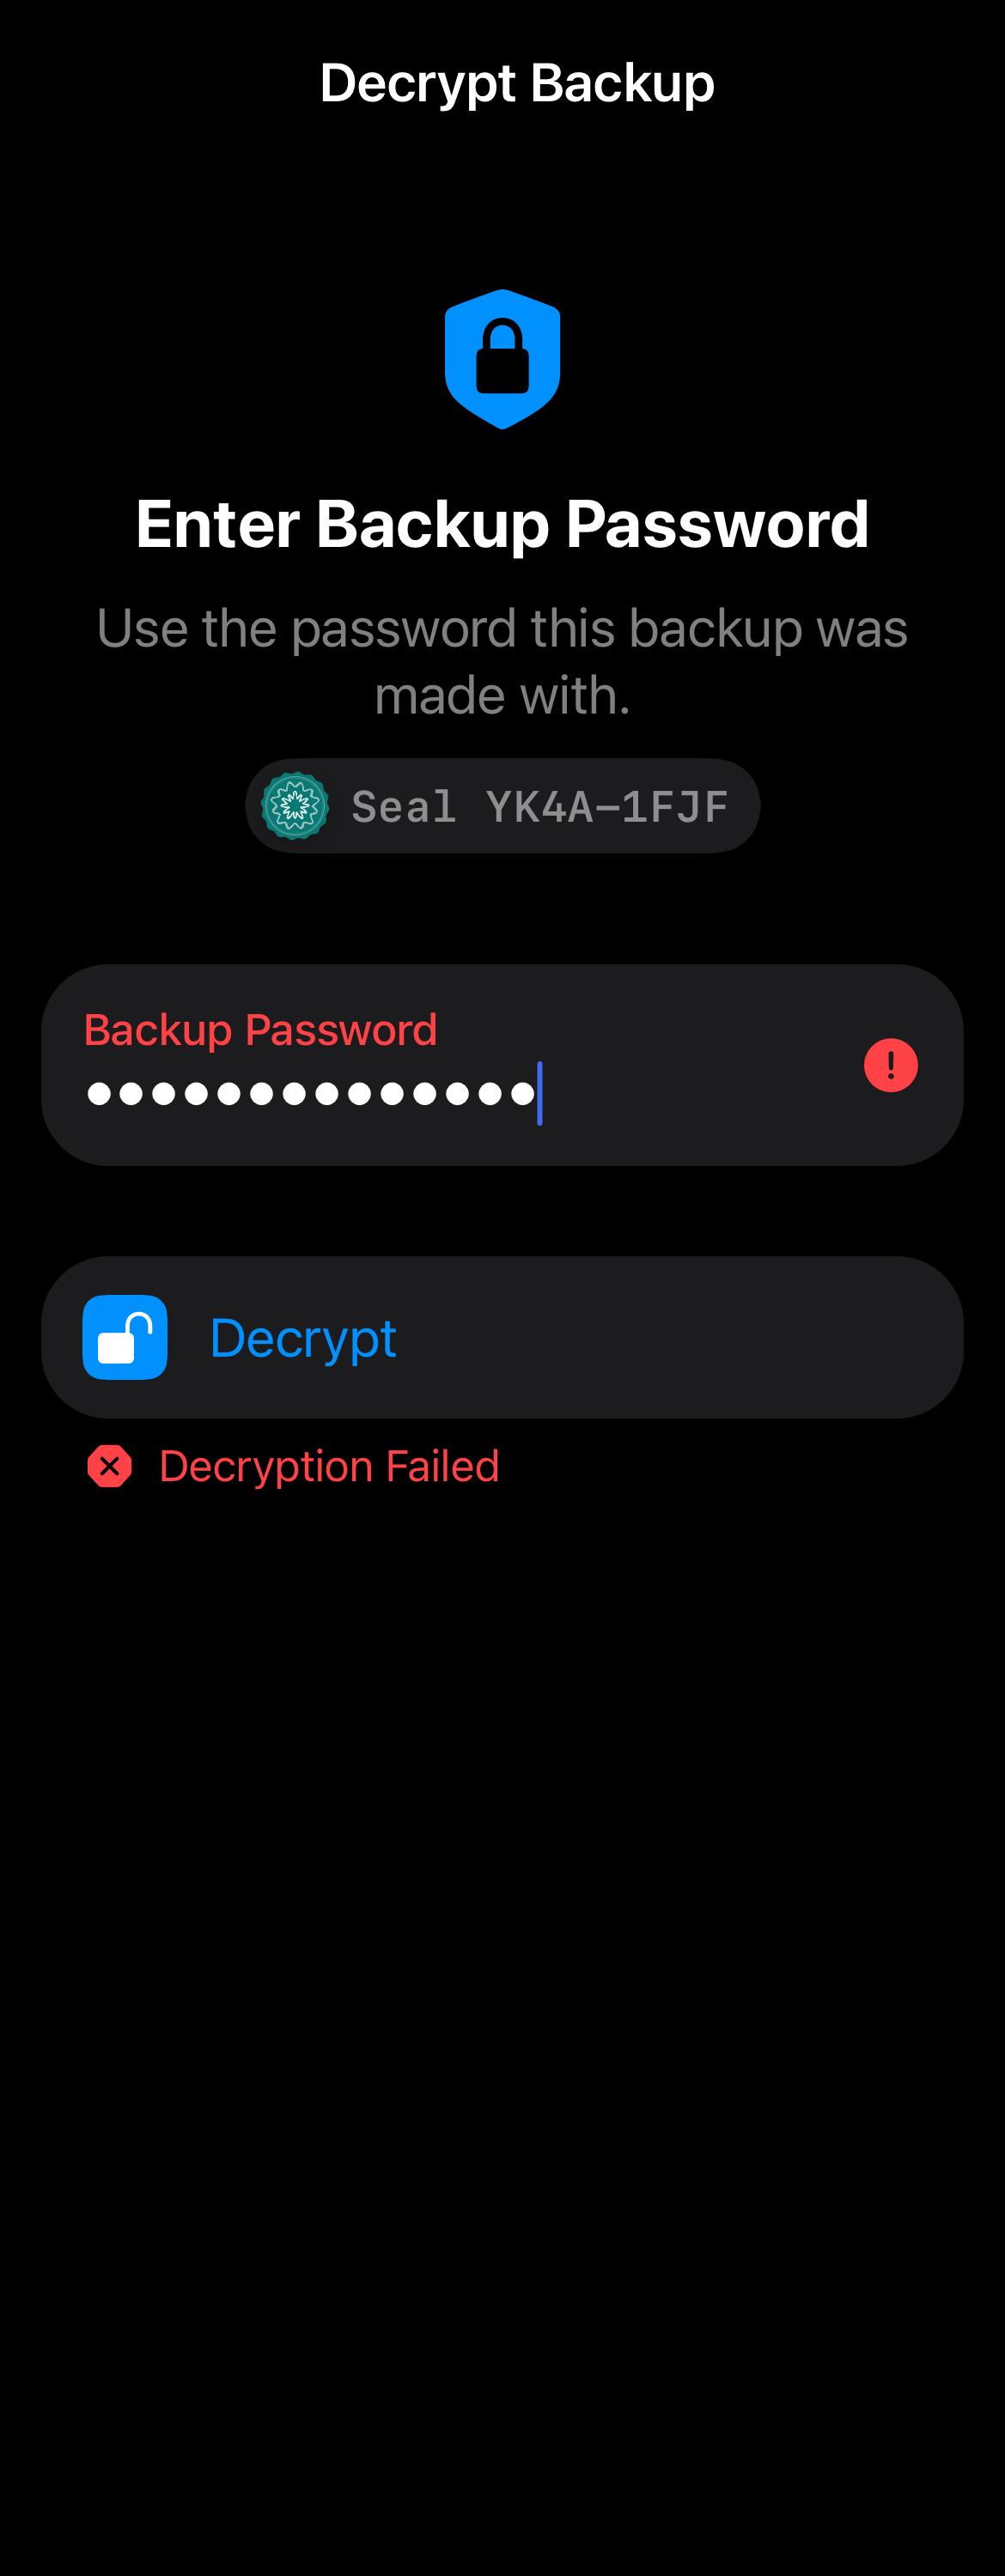 Decrypt Backup
Enter Backup Password
Use the password this backup was
made with.
Seal YK4A–1FJF
Backup Password
●●●●●●●●●●●●●●
Decrypt
Decryption Failed